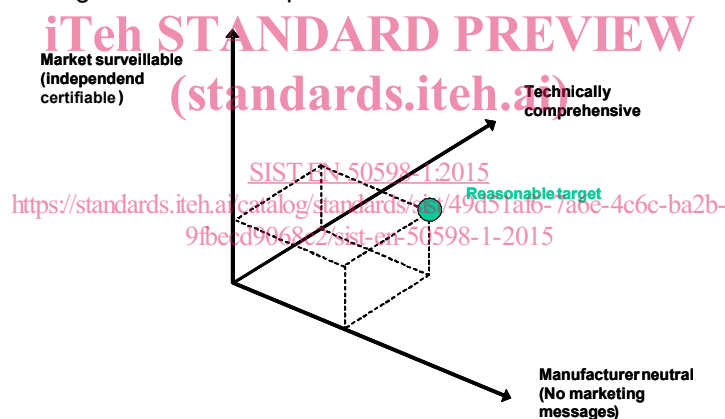 iTeh STANDARD PREVIEW
Market surveillable
(independend
certifiable )
(standards.iteh.ai)
Technically
comprehensive
SIST EN 50598-1:2015
Reasonable target
https://standards.iteh.ai/catalog/standards/sist/49d51af6-7a6e-4c6c-ba2b-
9fbecd9068c2/sist-en-50598-1-2015
Manufacturer neutral
(No marketing
messages)